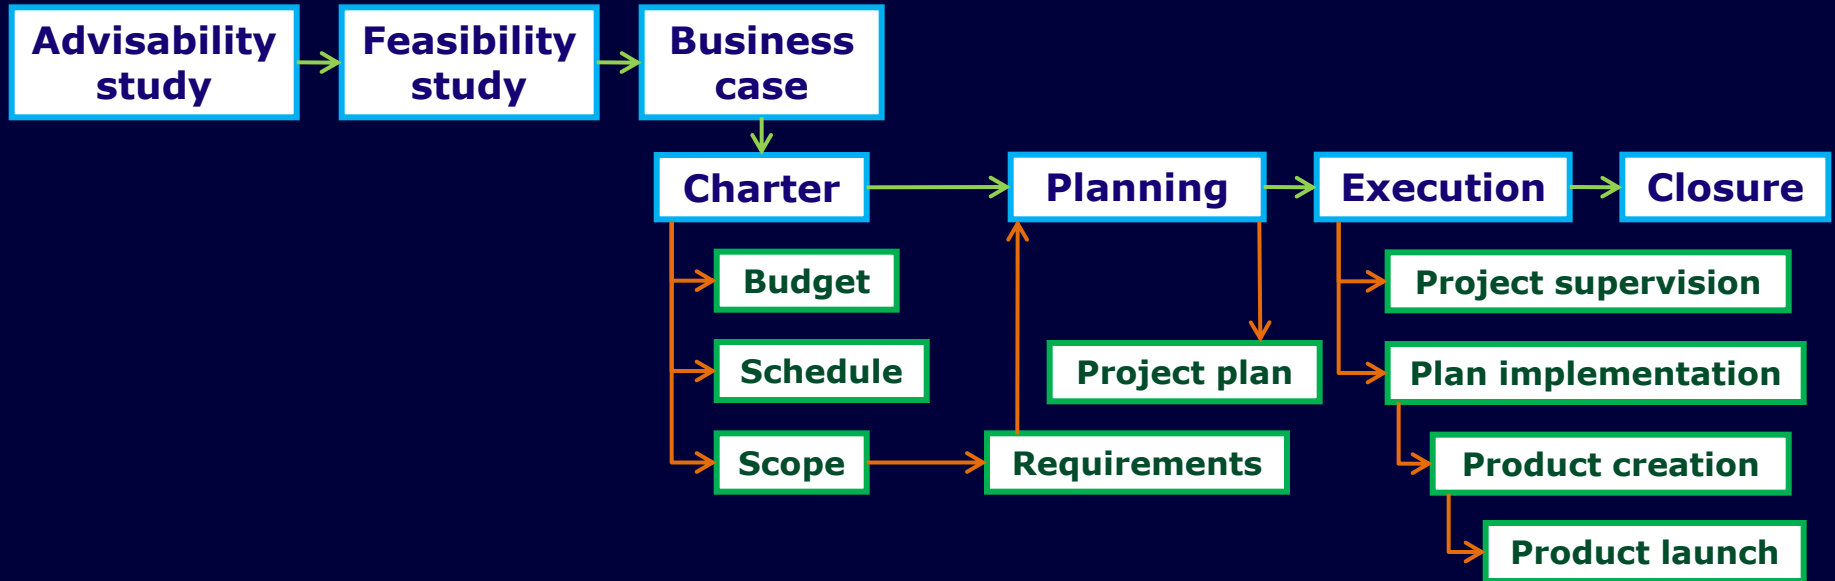 Advisability
study
Feasibility
study
Business
case
Charter
Planning
Execution
Closure
Budget
Project supervision
Schedule
Project plan
Plan implementation
Scope
Requirements
Product creation
Product launch